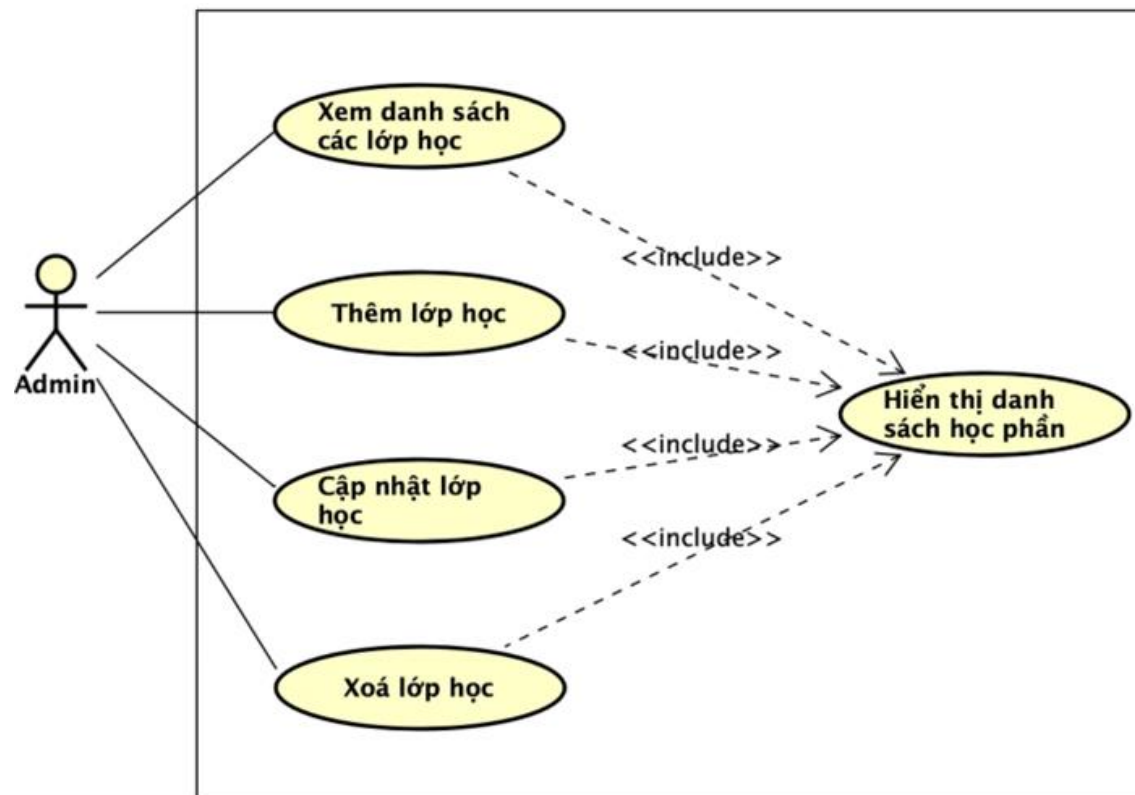 Xem danh sách
các lớp học
<<include>>
Thêm lớp học
<<include>>
Admin
Hiển thị danh
sách học phần
<<include>>
Cập nhật lớp
học
<<include>>
Xoá lớp học